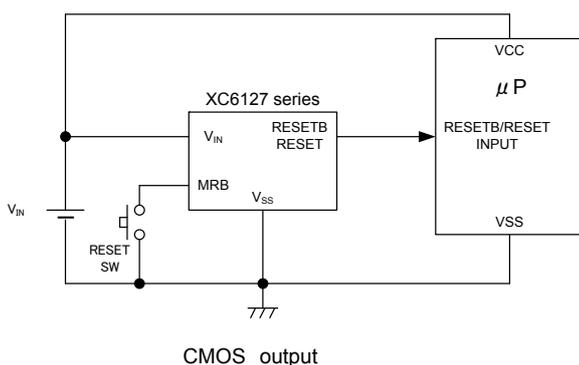 VCC
μP
XC6127 series
RESETB
RESET
RESETB/RESET
INPUT
VIN
MRB
VSS
VIN
RESET
SW
VSS
CMOS output